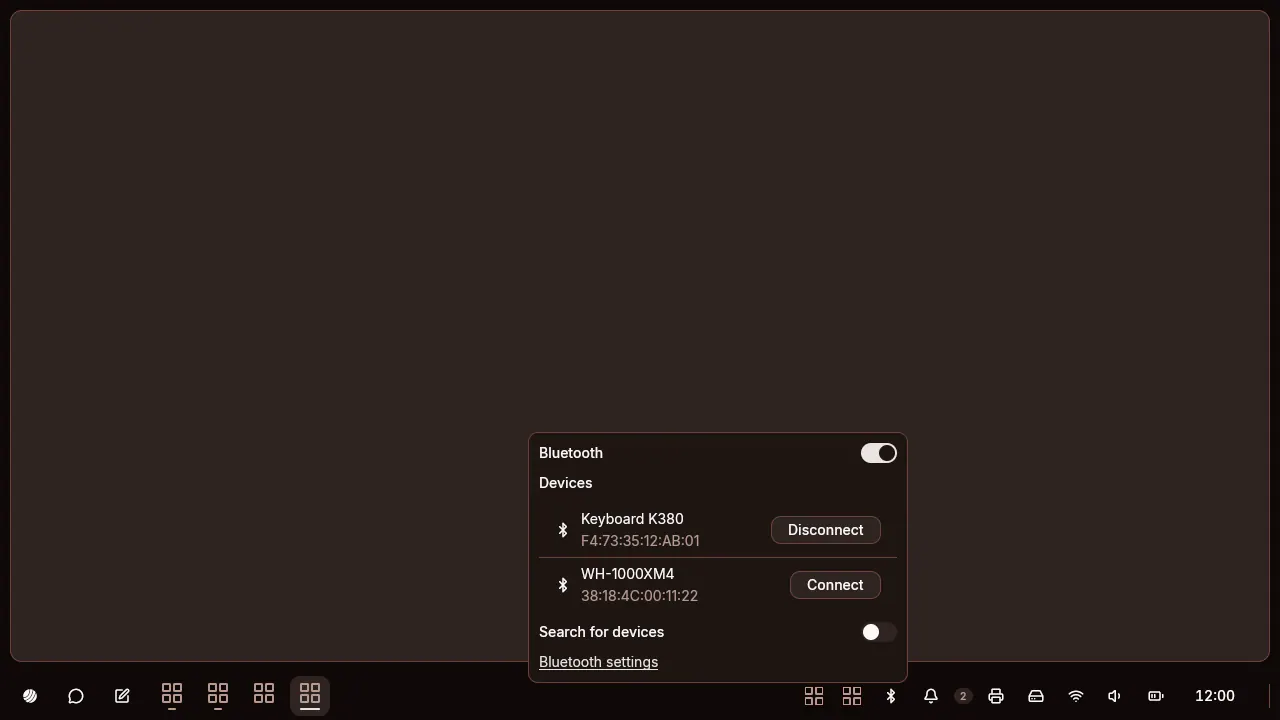 Bluetooth
Devices
Keyboard K380
F4:73:35:12:AB:01
Disconnect
WH-1000XM4
38:18:4C:00:11:22
Connect
Search for devices
Bluetooth settings
2
12:00